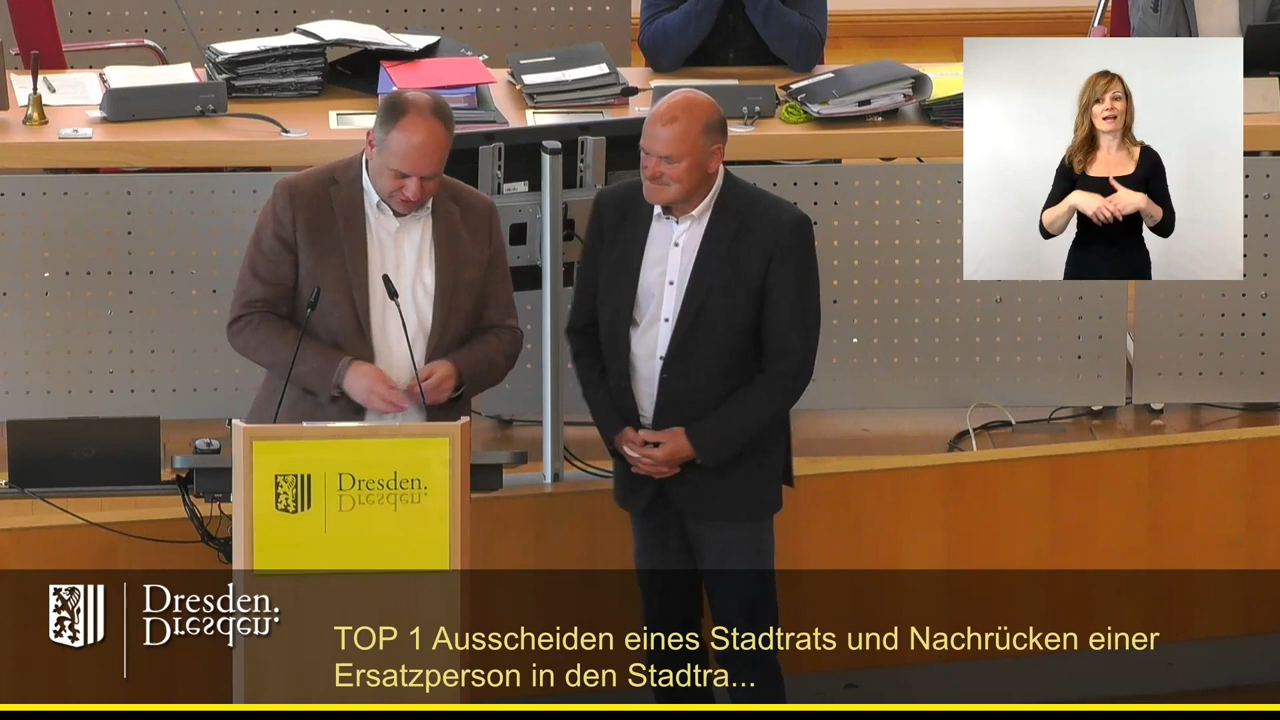 Dresden.
Dresden.
Dresden.
Dresden.
TOP 1 Ausscheiden eines Stadtrats und Nachrücken einer
Ersatzperson in den Stadtra...